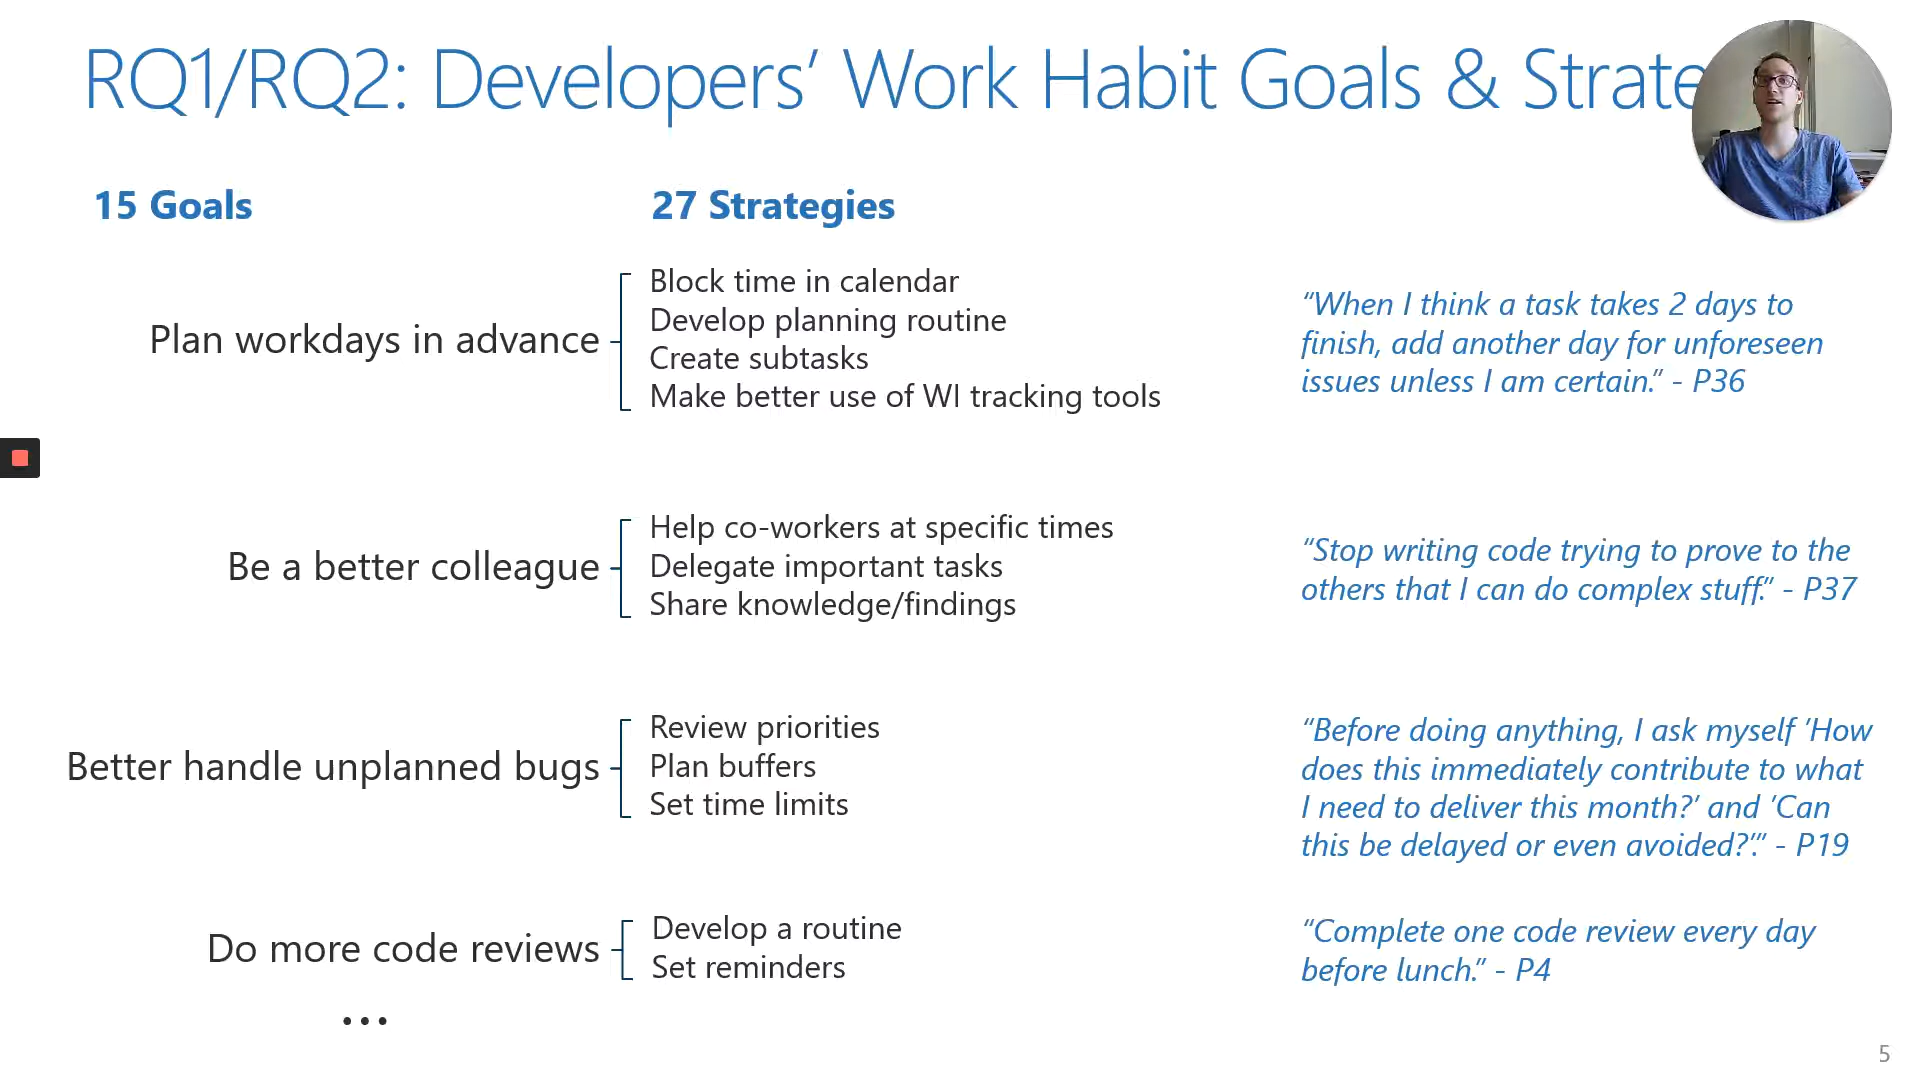 RQ1/RQ2: Developers’ Work Habit Goals & Strate
15 Goals
27 Strategies
Plan workdays in advance
Block time in calendar
Develop planning routine
Create subtasks
Make better use of WI tracking tools
“When I think a task takes 2 days to
finish, add another day for unforeseen
issues unless I am certain.” - P36
Be a better colleague
Help co-workers at specific times
Delegate important tasks
Share knowledge/findings
“Stop writing code trying to prove to the
others that I can do complex stuff.” - P37
Better handle unplanned bugs
Review priorities
Plan buffers
Set time limits
“Before doing anything, I ask myself ’How
does this immediately contribute to what
I need to deliver this month?’ and ’Can
this be delayed or even avoided?’” - P19
Do more code reviews
Develop a routine
Set reminders
“Complete one code review every day
before lunch.” - P4
...
5